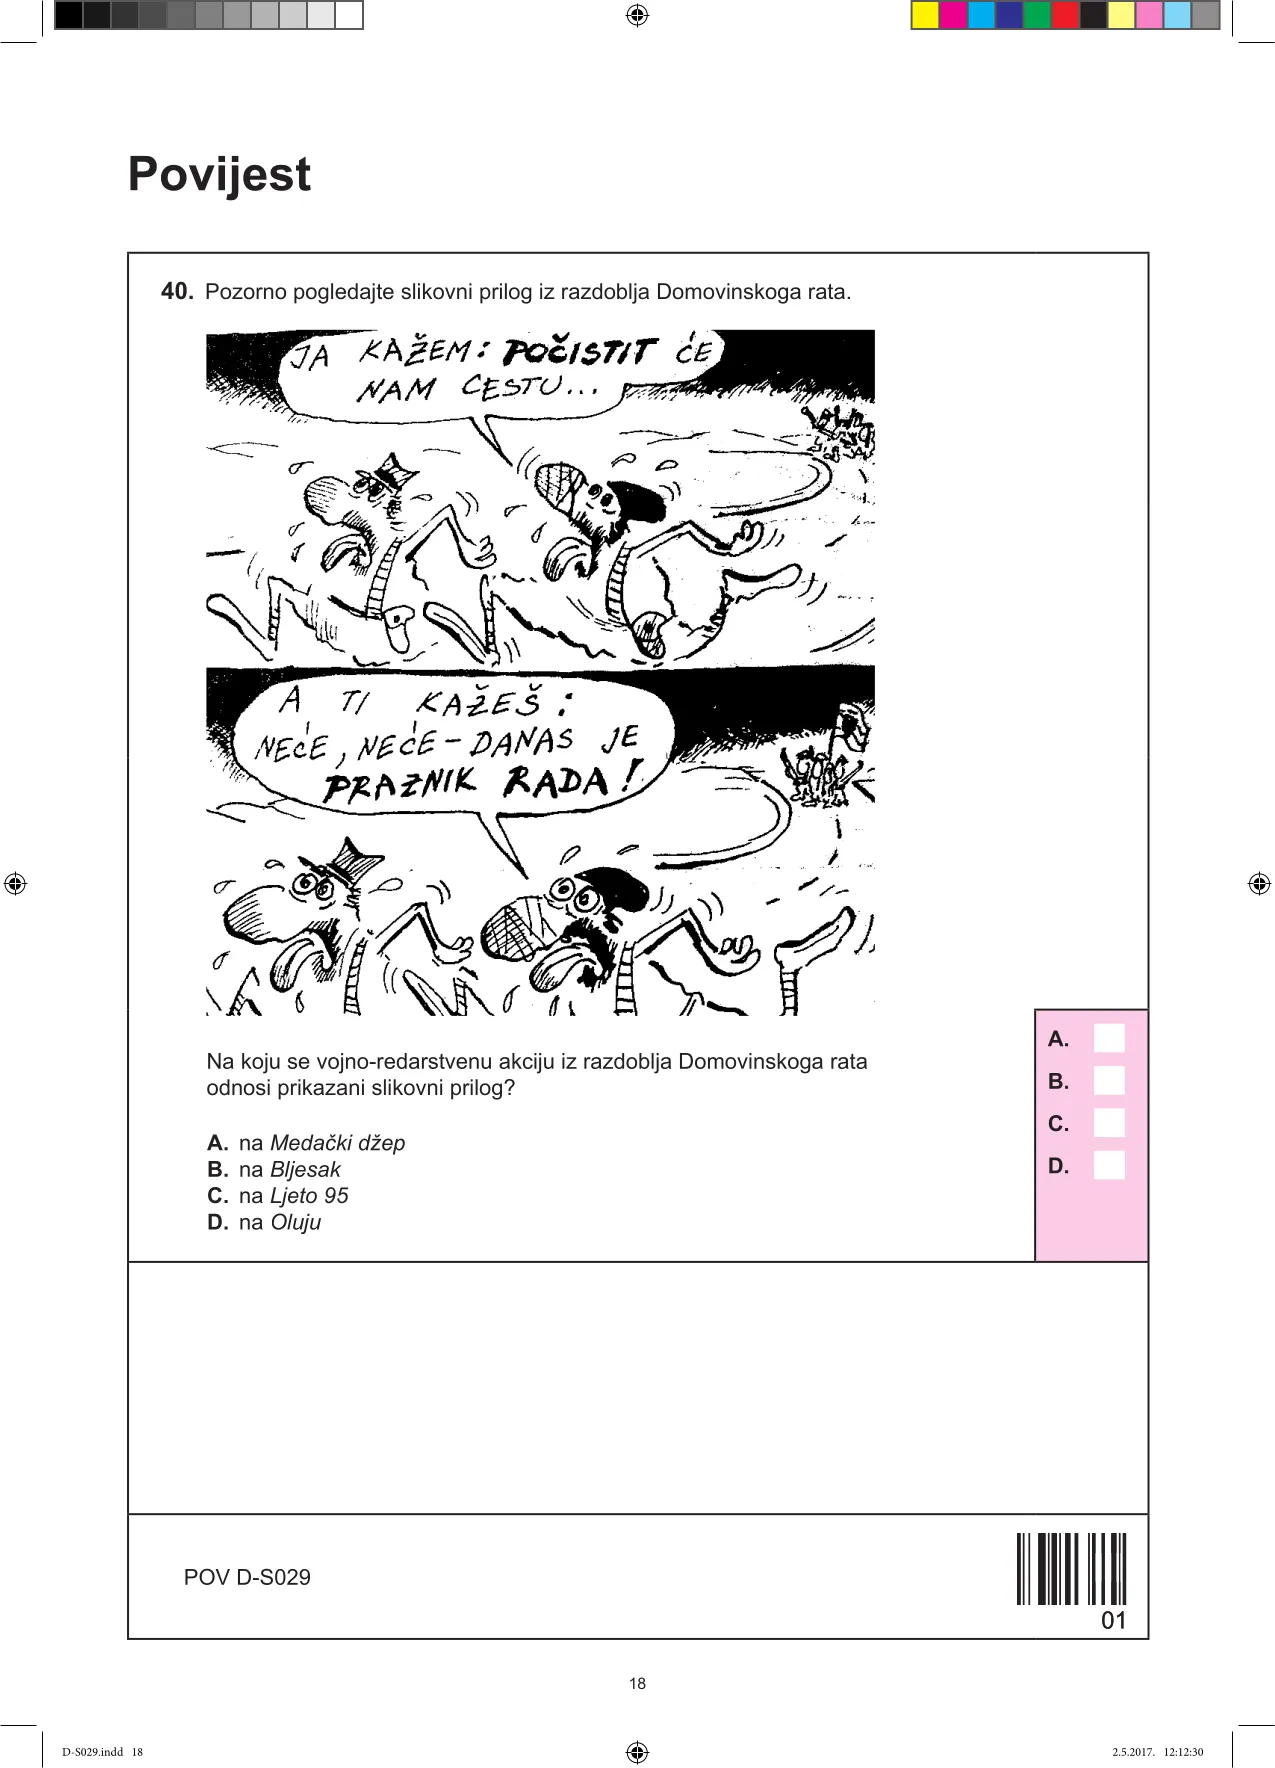 Povijest
40. Pozorno pogledajte slikovni prilog iz razdoblja Domovinskoga rata.
JA KAŽEM: POČISTIT ĆE
NAM CESTU...
A TI KAŽEŠ:
NEĆE, NEĆE - DANAS JE
PRAZNIK RADA!
Na koju se vojno-redarstvenu akciju iz razdoblja Domovinskoga rata
odnosi prikazani slikovni prilog?
A. na Medački džep
B. na Bljesak
C. na Ljeto 95
D. na Oluju
A.
B.
C.
D.
POV D-S029
01
18
D-S029.indd 18
2.5.2017. 12:12:30